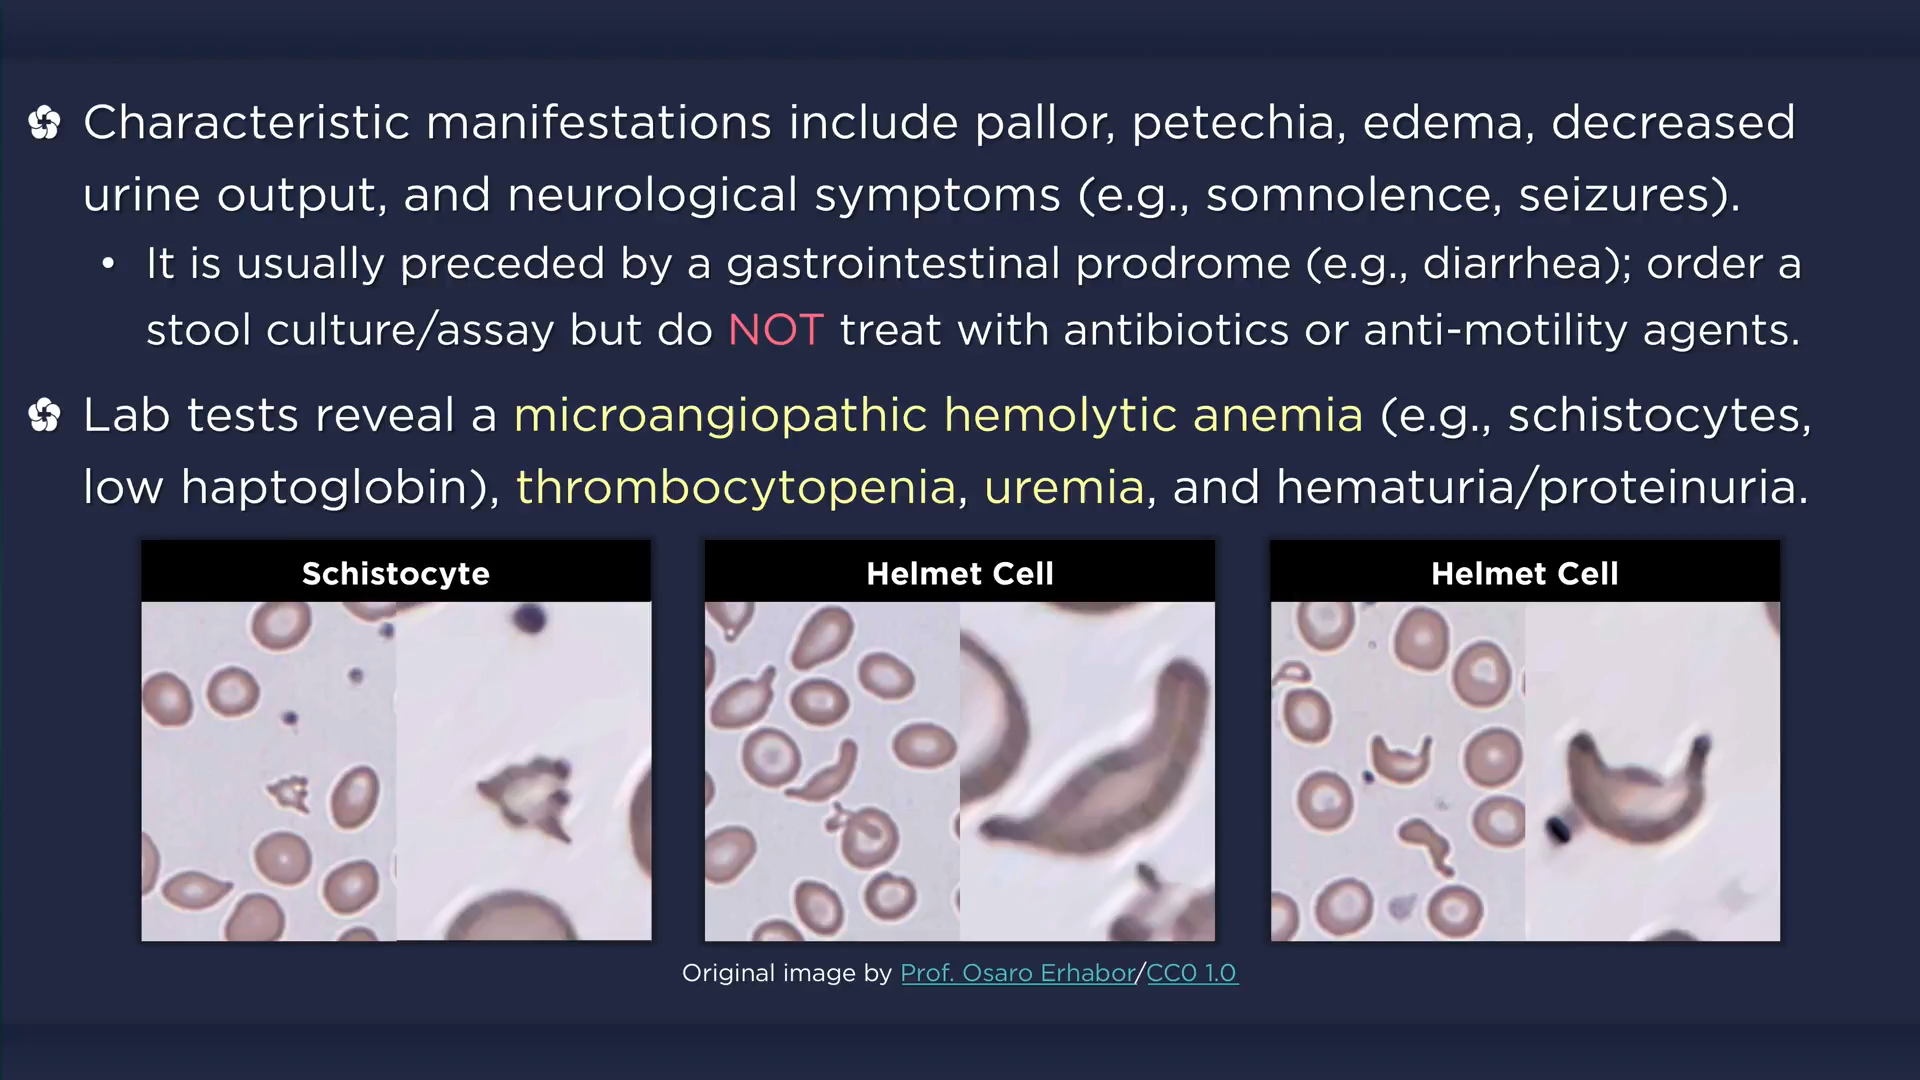 Characteristic manifestations include pallor, petechia, edema, decreased
urine output, and neurological symptoms (e.g., somnolence, seizures).
• It is usually preceded by a gastrointestinal prodrome (e.g., diarrhea); order a
stool culture/assay but do NOT treat with antibiotics or anti-motility agents.
Lab tests reveal a microangiopathic hemolytic anemia (e.g., schistocytes,
low haptoglobin), thrombocytopenia, uremia, and hematuria/proteinuria.
Schistocyte
Helmet Cell
Helmet Cell
Original image by Prof. Osaro Erhabor/CC0 1.0